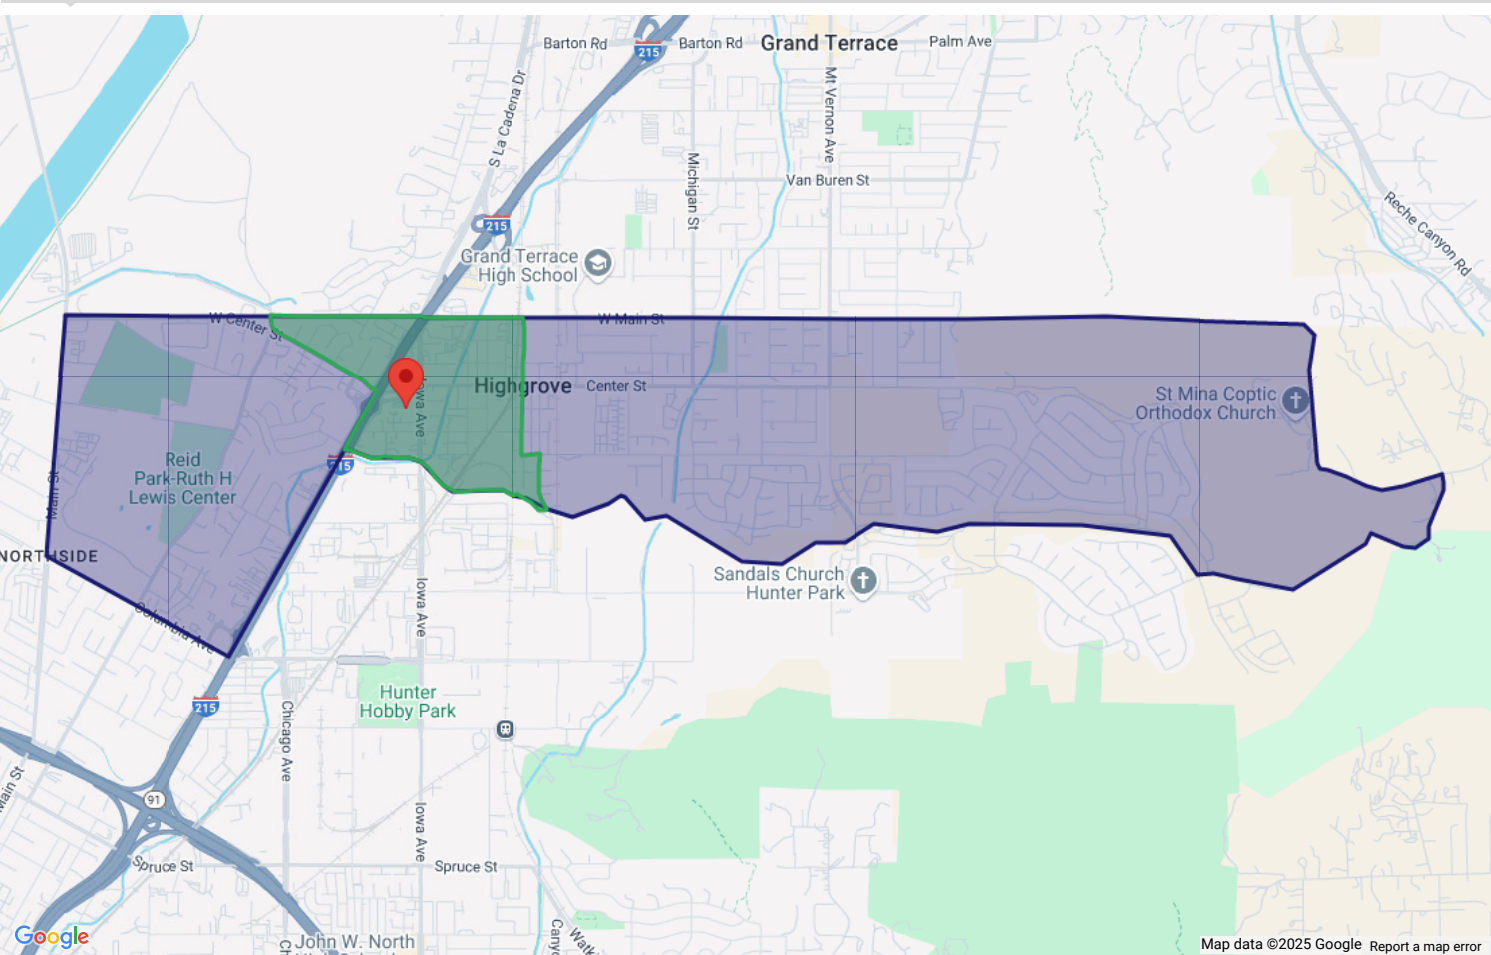 Barton Rd
215
Barton Rd
Grand Terrace
Palm Ave
S La Cadena Dr
Mt Vernon Ave
Michigan St
Van Buren St
Reche Canyon Rd
215
Grand Terrace
High School
W Center St
W Main St
Highgrove
Center St
Iowa Ave
St Mina Coptic
Orthodox Church
Reid
Park-Ruth H
Lewis Center
215
Main St
NORTHSIDE
Columbia Ave
Sandals Church
Hunter Park
Iowa Ave
Hunter
Hobby Park
215
Chicago Ave
Main St
91
Iowa Ave
Spruce St
Spruce St
John W. North
Google
Map data ©2025 Google
Report a map error